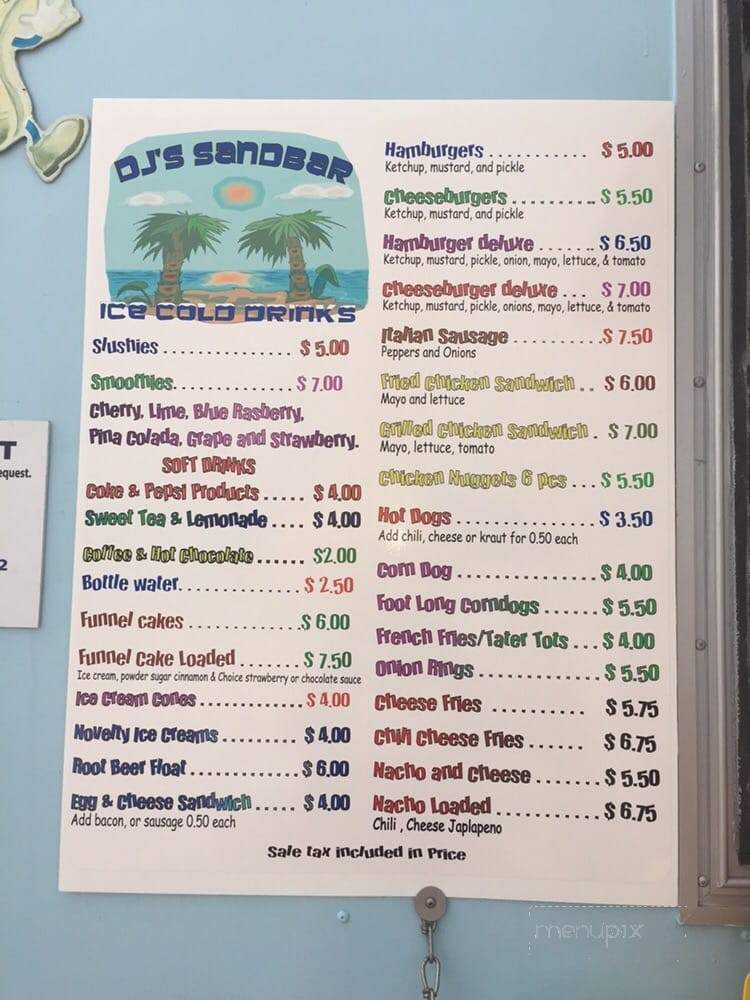 DJ'S SANDBAR
ICE COLD DRINKS
Slushies . . . . . . . . . . . . . . . $ 5.00
Smoothies. . . . . . . . . . . . . . $ 7.00
Cherry, Lime, Blue Rasberry,
Pina Colada, Grape and Strawberry.
SOFT DRINKS
Coke & Pepsi Products . . . . . $ 4.00
Sweet Tea & Lemonade . . . . $ 4.00
Coffee & Hot Chocolate . . . . . . $2.00
Bottle water. . . . . . . . . . . . . . $ 2.50
Funnel cakes . . . . . . . . . . . . .$ 6.00
Funnel Cake Loaded . . . . . . . $ 7.50
Ice cream, powder sugar cinnamon & Choice strawberry or chocolate sauce
Ice Cream Cones . . . . . . . . . . . . $ 4.00
Novelty Ice Creams . . . . . . . . . $ 4.00
Root Beer Float . . . . . . . . . . . . . $ 6.00
Egg & Cheese Sandwich . . . . . $ 4.00
Add bacon, or sausage 0.50 each
Hamburgers . . . . . . . . . . . $ 5.00
Ketchup, mustard, and pickle
Cheeseburgers . . . . . . . . . .. $ 5.50
Ketchup, mustard, and pickle
Hamburger deluxe . . . . . . $ 6.50
Ketchup, mustard, pickle, onion, mayo, lettuce, & tomato
Cheeseburger deluxe . . . $ 7.00
Ketchup, mustard, pickle, onions, mayo, lettuce, & tomato
Italian Sausage . . . . . . . . . .$ 7.50
Peppers and Onions
Fried Chicken Sandwich . . $ 6.00
Mayo and lettuce
Grilled Chicken Sandwich . $ 7.00
Mayo, lettuce, tomato
Chicken Nuggets 6 pcs . . . $ 5.50
Hot Dogs . . . . . . . . . . . . . . . $ 3.50
Add chili, cheese or kraut for 0.50 each
Corn Dog . . . . . . . . . . . . . . . $ 4.00
Foot Long Corndogs . . . . . . $ 5.50
French Fries/Tater Tots . . . $ 4.00
Onion Rings . . . . . . . . . . . . . $ 5.50
Cheese Fries . . . . . . . . . . $ 5.75
Chili Cheese Fries . . . . . . $ 6.75
Nacho and Cheese . . . . . . . $ 5.50
Nacho Loaded . . . . . . . . . . . $ 6.75
Chili , Cheese Japlapeno
Sale tax included in Price
T
equest.
2
menupix